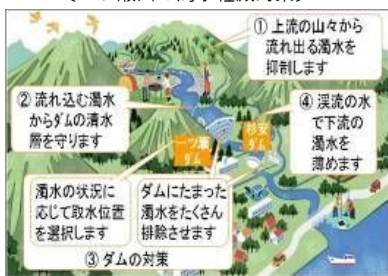 ① 上流の山々から
流れ出る濁水を
抑制します
② 流れ込む濁水
からダムの清水
層を守ります
④ 渓流の水
で下流の
濁水を
薄めます
一ツ瀬
ダム
杉安
ダム
濁水の状況に
応じて取水位置
を選択します
ダムにたまった
濁水をたくさん
排除させます
③ ダムの対策